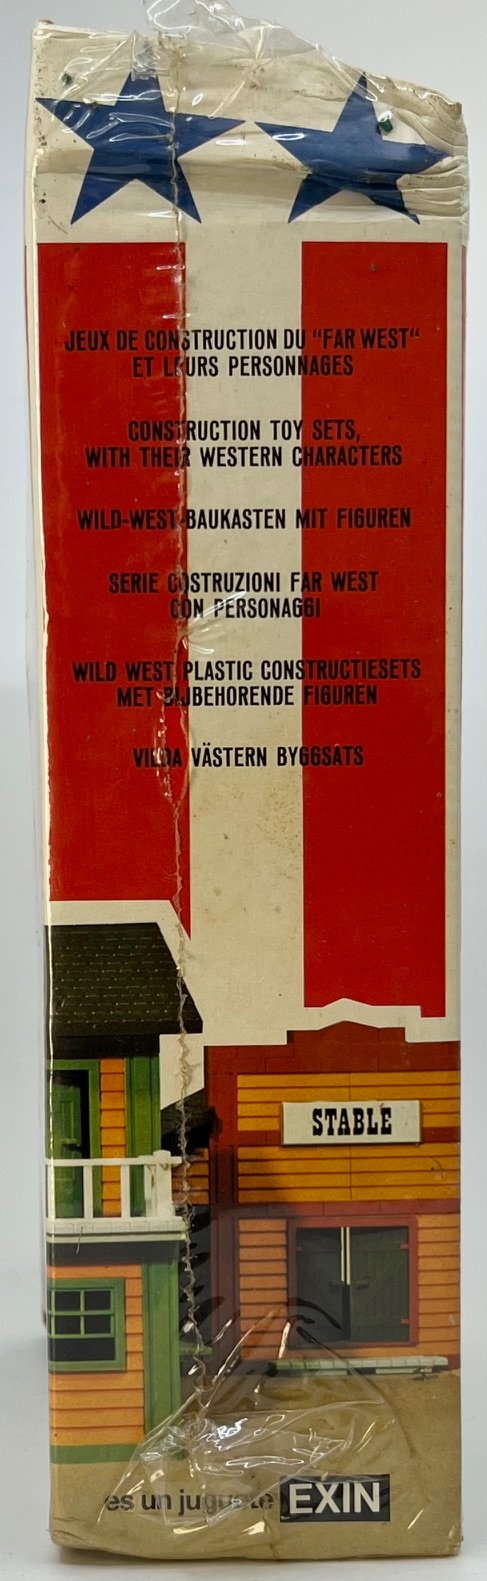 JEUX DE CONSTRUCTION DU "FAR WEST"
ET LEURS PERSONNAGES
CONSTRUCTION TOY SETS,
WITH THEIR WESTERN CHARACTERS
WILD-WEST-BAUKASTEN MIT FIGUREN
SERIE COSTRUZIONI FAR WEST
CON PERSONAGGI
WILD WEST PLASTIC CONSTRUCTIESETS
MET BIJBEHORENDE FIGUREN
VILDA VÄSTERN BYGGSATS
STABLE
es un juguete EXIN